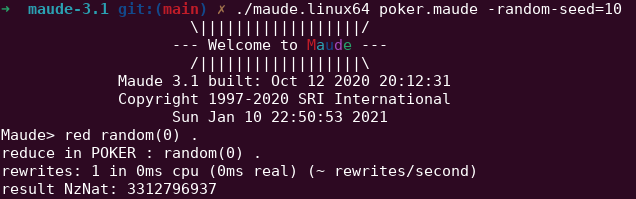 ➜  maude-3.1 git:(main) ✗ ./maude.linux64 poker.maude -random-seed=10
                     \||||||||||||||||||/
                   --- Welcome to Maude ---
                     /||||||||||||||||||\
             Maude 3.1 built: Oct 12 2020 20:12:31
             Copyright 1997-2020 SRI International
                   Sun Jan 10 22:50:53 2021
Maude> red random(0) .
reduce in POKER : random(0) .
rewrites: 1 in 0ms cpu (0ms real) (~ rewrites/second)
result NzNat: 3312796937